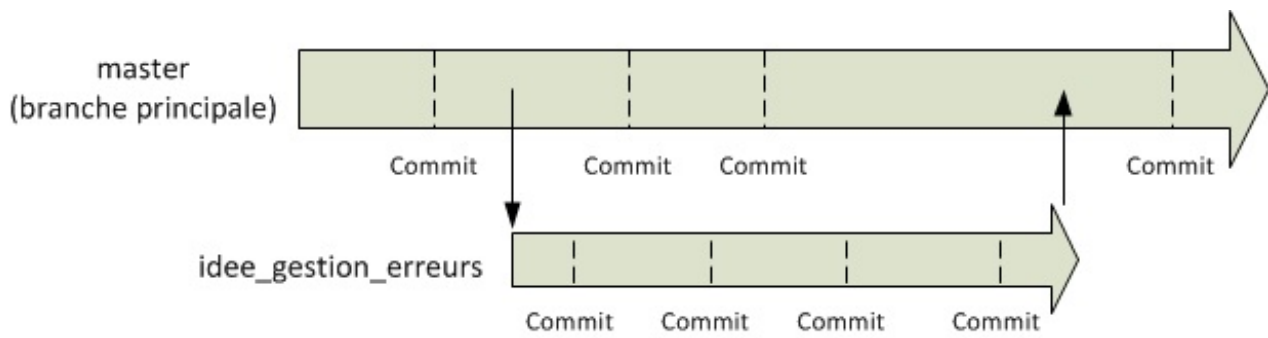 master
(branche principale)
Commit Commit Commit Commit
idee_gestion_erreurs
Commit Commit Commit Commit